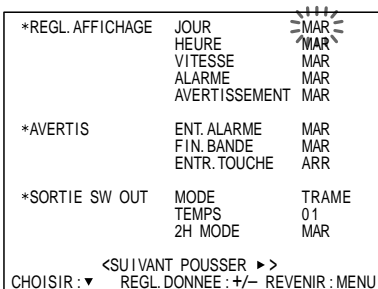 *REGL.AFFICHAGE JOUR MAR
HEURE MAR
VITESSE MAR
ALARME MAR
AVERTISSEMENT MAR
*AVERTIS ENT.ALARME MAR
FIN.BANDE MAR
ENTR.TOUCHE ARR
*SORTIE SW OUT MODE TRAME
TEMPS 01
2H MODE MAR
<SUIVANT POUSSER ►>
CHOISIR:▼ REGL.DONNEE:+/– REVENIR:MENU